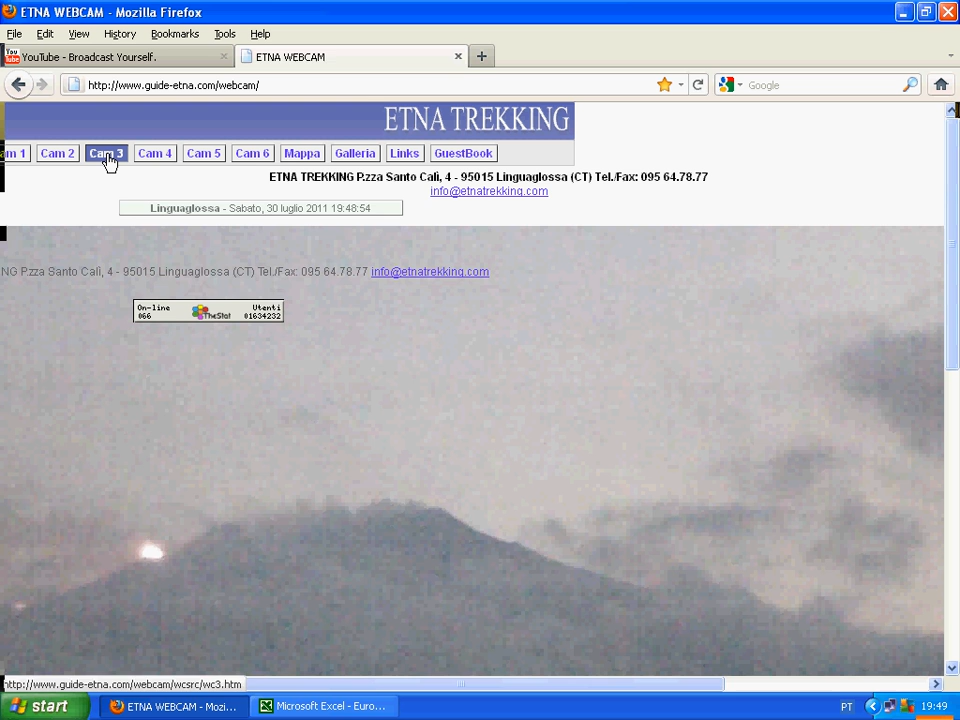 ETNA WEBCAM - Mozilla Firefox
File Edit View History Bookmarks Tools Help
YouTube - Broadcast Yourself.
ETNA WEBCAM
http://www.guide-etna.com/webcam/
Google
ETNA TREKKING
am 1 Cam 2 Cam 3 Cam 4 Cam 5 Cam 6 Mappa Galleria Links GuestBook
ETNA TREKKING P.zza Santo Calì, 4 - 95015 Linguaglossa (CT) Tel./Fax: 095 64.78.77
info@etnatrekking.com
Linguaglossa - Sabato, 30 luglio 2011 19:48:54
NG P.zza Santo Calì, 4 - 95015 Linguaglossa (CT) Tel./Fax: 095 64.78.77 info@etnatrekking.com
On-line Utenti
066 TheStat 01634232
http://www.guide-etna.com/webcam/wcsrc/wc3.htm
start ETNA WEBCAM - Mozi... Microsoft Excel - Euro... PT 19:49